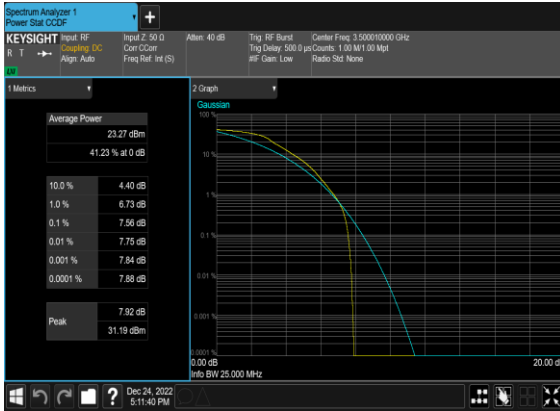 Spectrum Analyzer 1
Power Stat CCDF
KEYSIGHT
R T
Input: RF
Coupling: DC
Align: Auto
Input Z: 50 Ω
Corr CCorr
Freq Ref: Int (S)
Atten: 40 dB
Trig: RF Burst
Trig Delay: 500.0 µs
#IF Gain: Low
Center Freq: 3.500010000 GHz
Counts: 1.00 M/1.00 Mpt
Radio Std: None
1 Metrics
Average Power
23.27 dBm
41.23 % at 0 dB
10.0 % 4.40 dB
1.0 % 6.73 dB
0.1 % 7.56 dB
0.01 % 7.75 dB
0.001 % 7.84 dB
0.0001 % 7.88 dB
Peak
7.92 dB
31.19 dBm
2 Graph
Gaussian
100 %
10 %
1 %
0.1 %
0.01 %
0.001 %
0.0001 %
0.00 dB
20.00 d
Info BW 25.000 MHz
?
Dec 24, 2022
5:11:40 PM